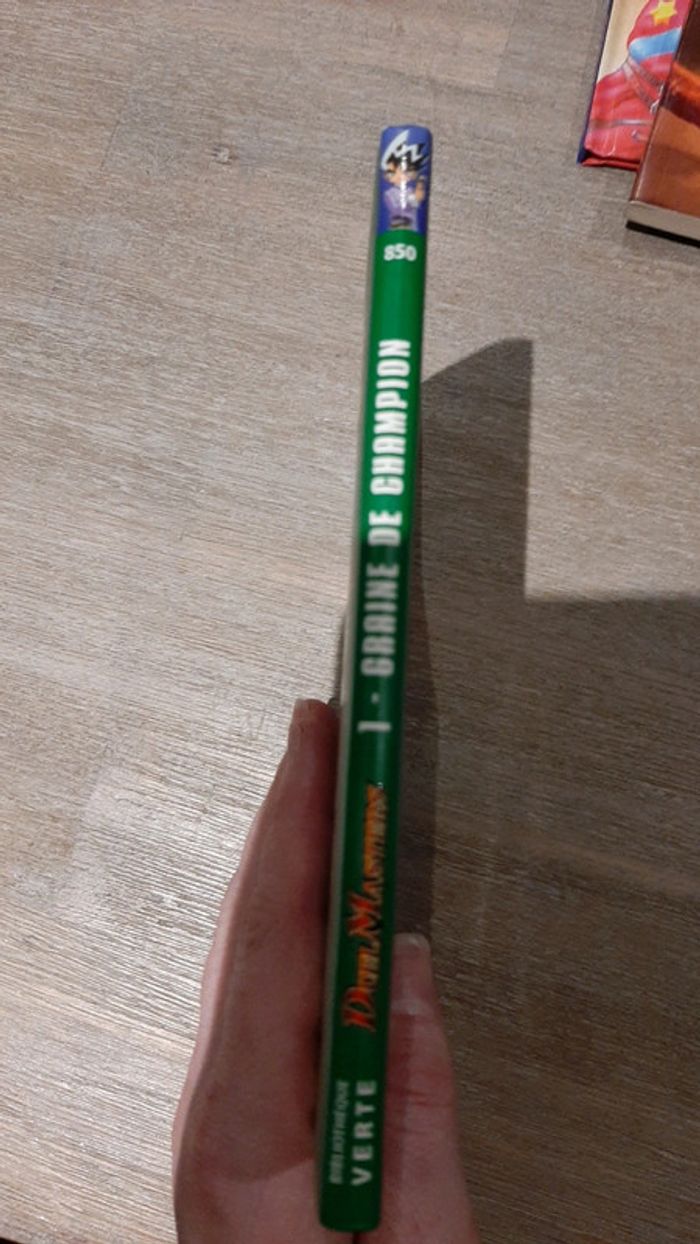 850
1 - GRAINE DE CHAMPION
DUEL MASTERS
BIBLIOTHÈQUE
VERTE